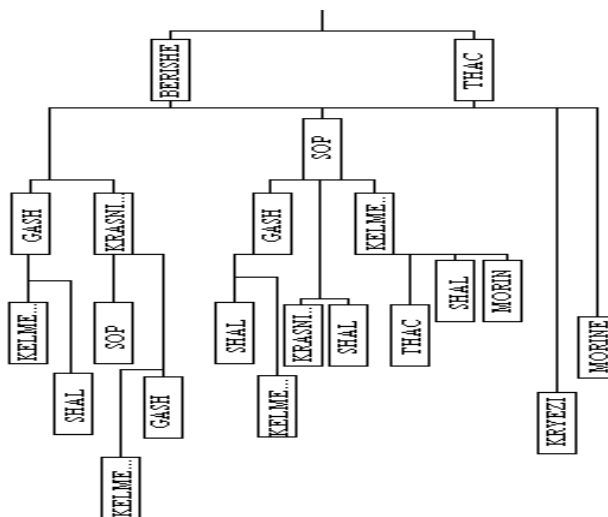 BERISHE
THAC
SOP
GASH
KRASNI...
GASH
KELME...
SHAL
MORIN
KELME...
SOP
SHAL
KRASNI...
SHAL
THAC
MORINE
SHAL
GASH
KELME...
KRYEZI
KELME...